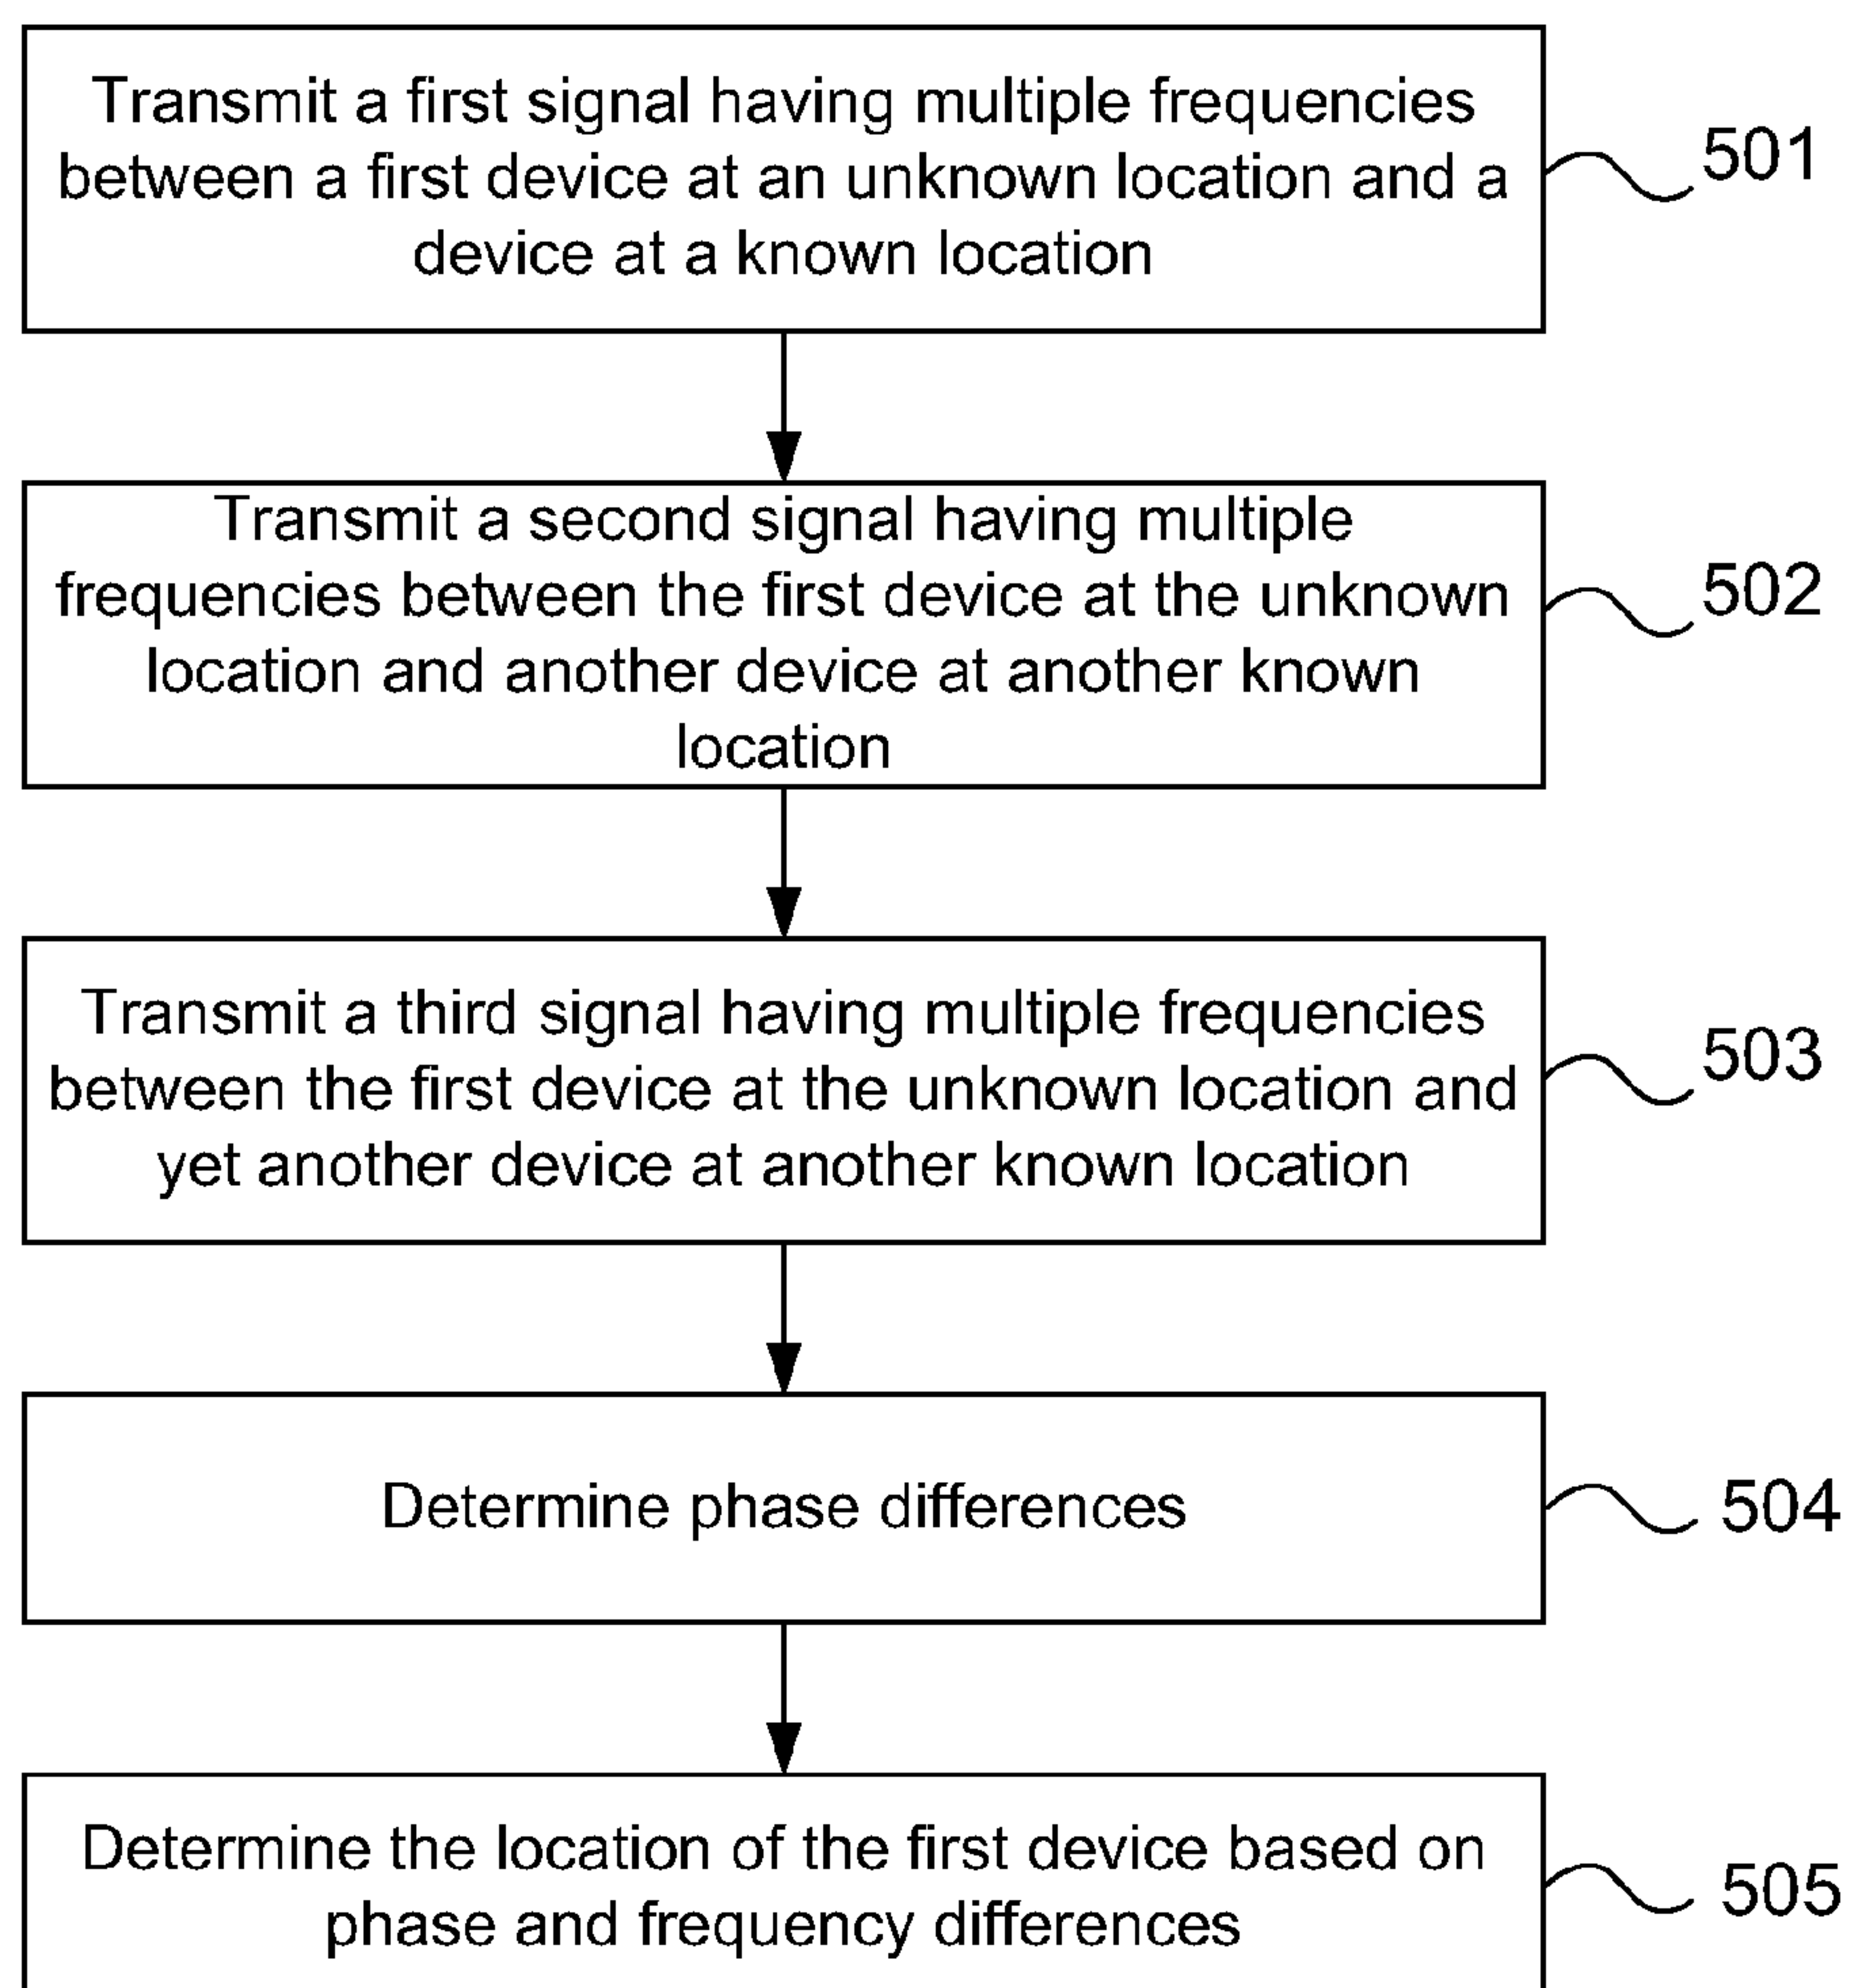 Transmit a first signal having multiple frequencies
between a first device at an unknown location and a
device at a known location
501
Transmit a second signal having multiple
frequencies between the first device at the unknown
location and another device at another known
location
502
Transmit a third signal having multiple frequencies
between the first device at the unknown location and
yet another device at another known location
503
Determine phase differences
504
Determine the location of the first device based on
phase and frequency differences
505